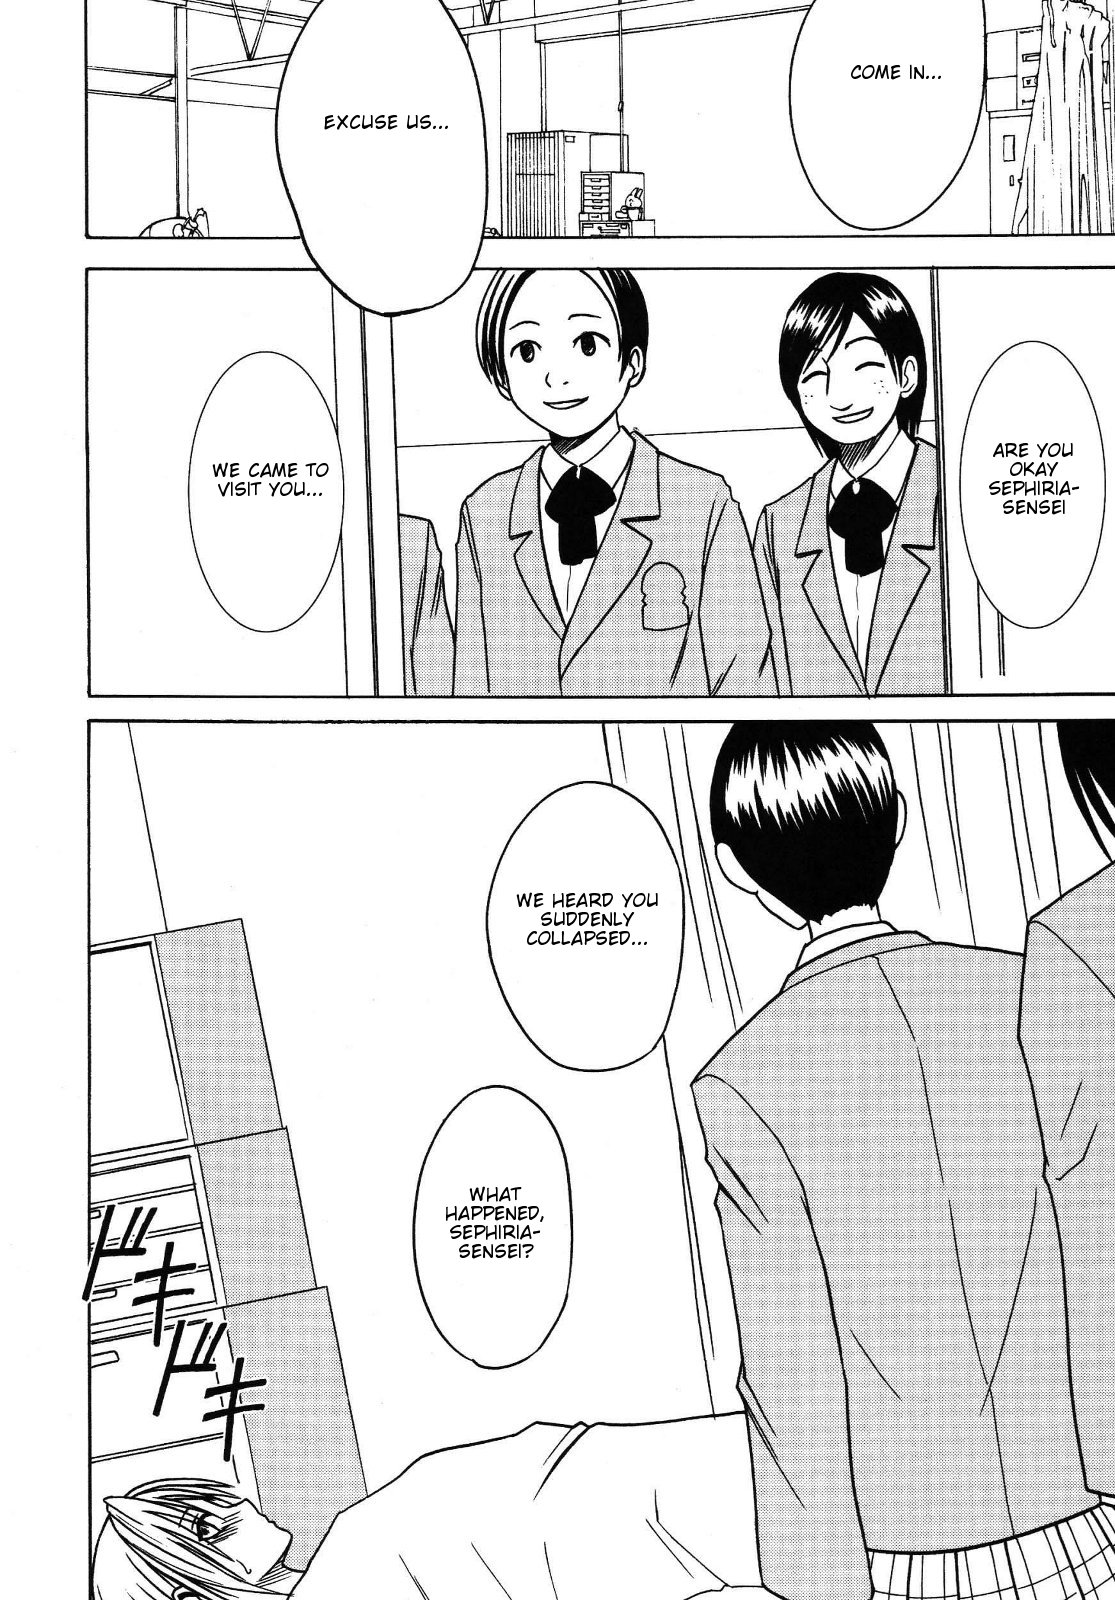 COME IN...
EXCUSE US...
ARE YOU
OKAY
SEPHIRIA-
SENSEI
WE CAME TO
VISIT YOU...
WE HEARD YOU
SUDDENLY
COLLAPSED...
WHAT
HAPPENED,
SEPHIRIA-
SENSEI?
ドキ
ドキ